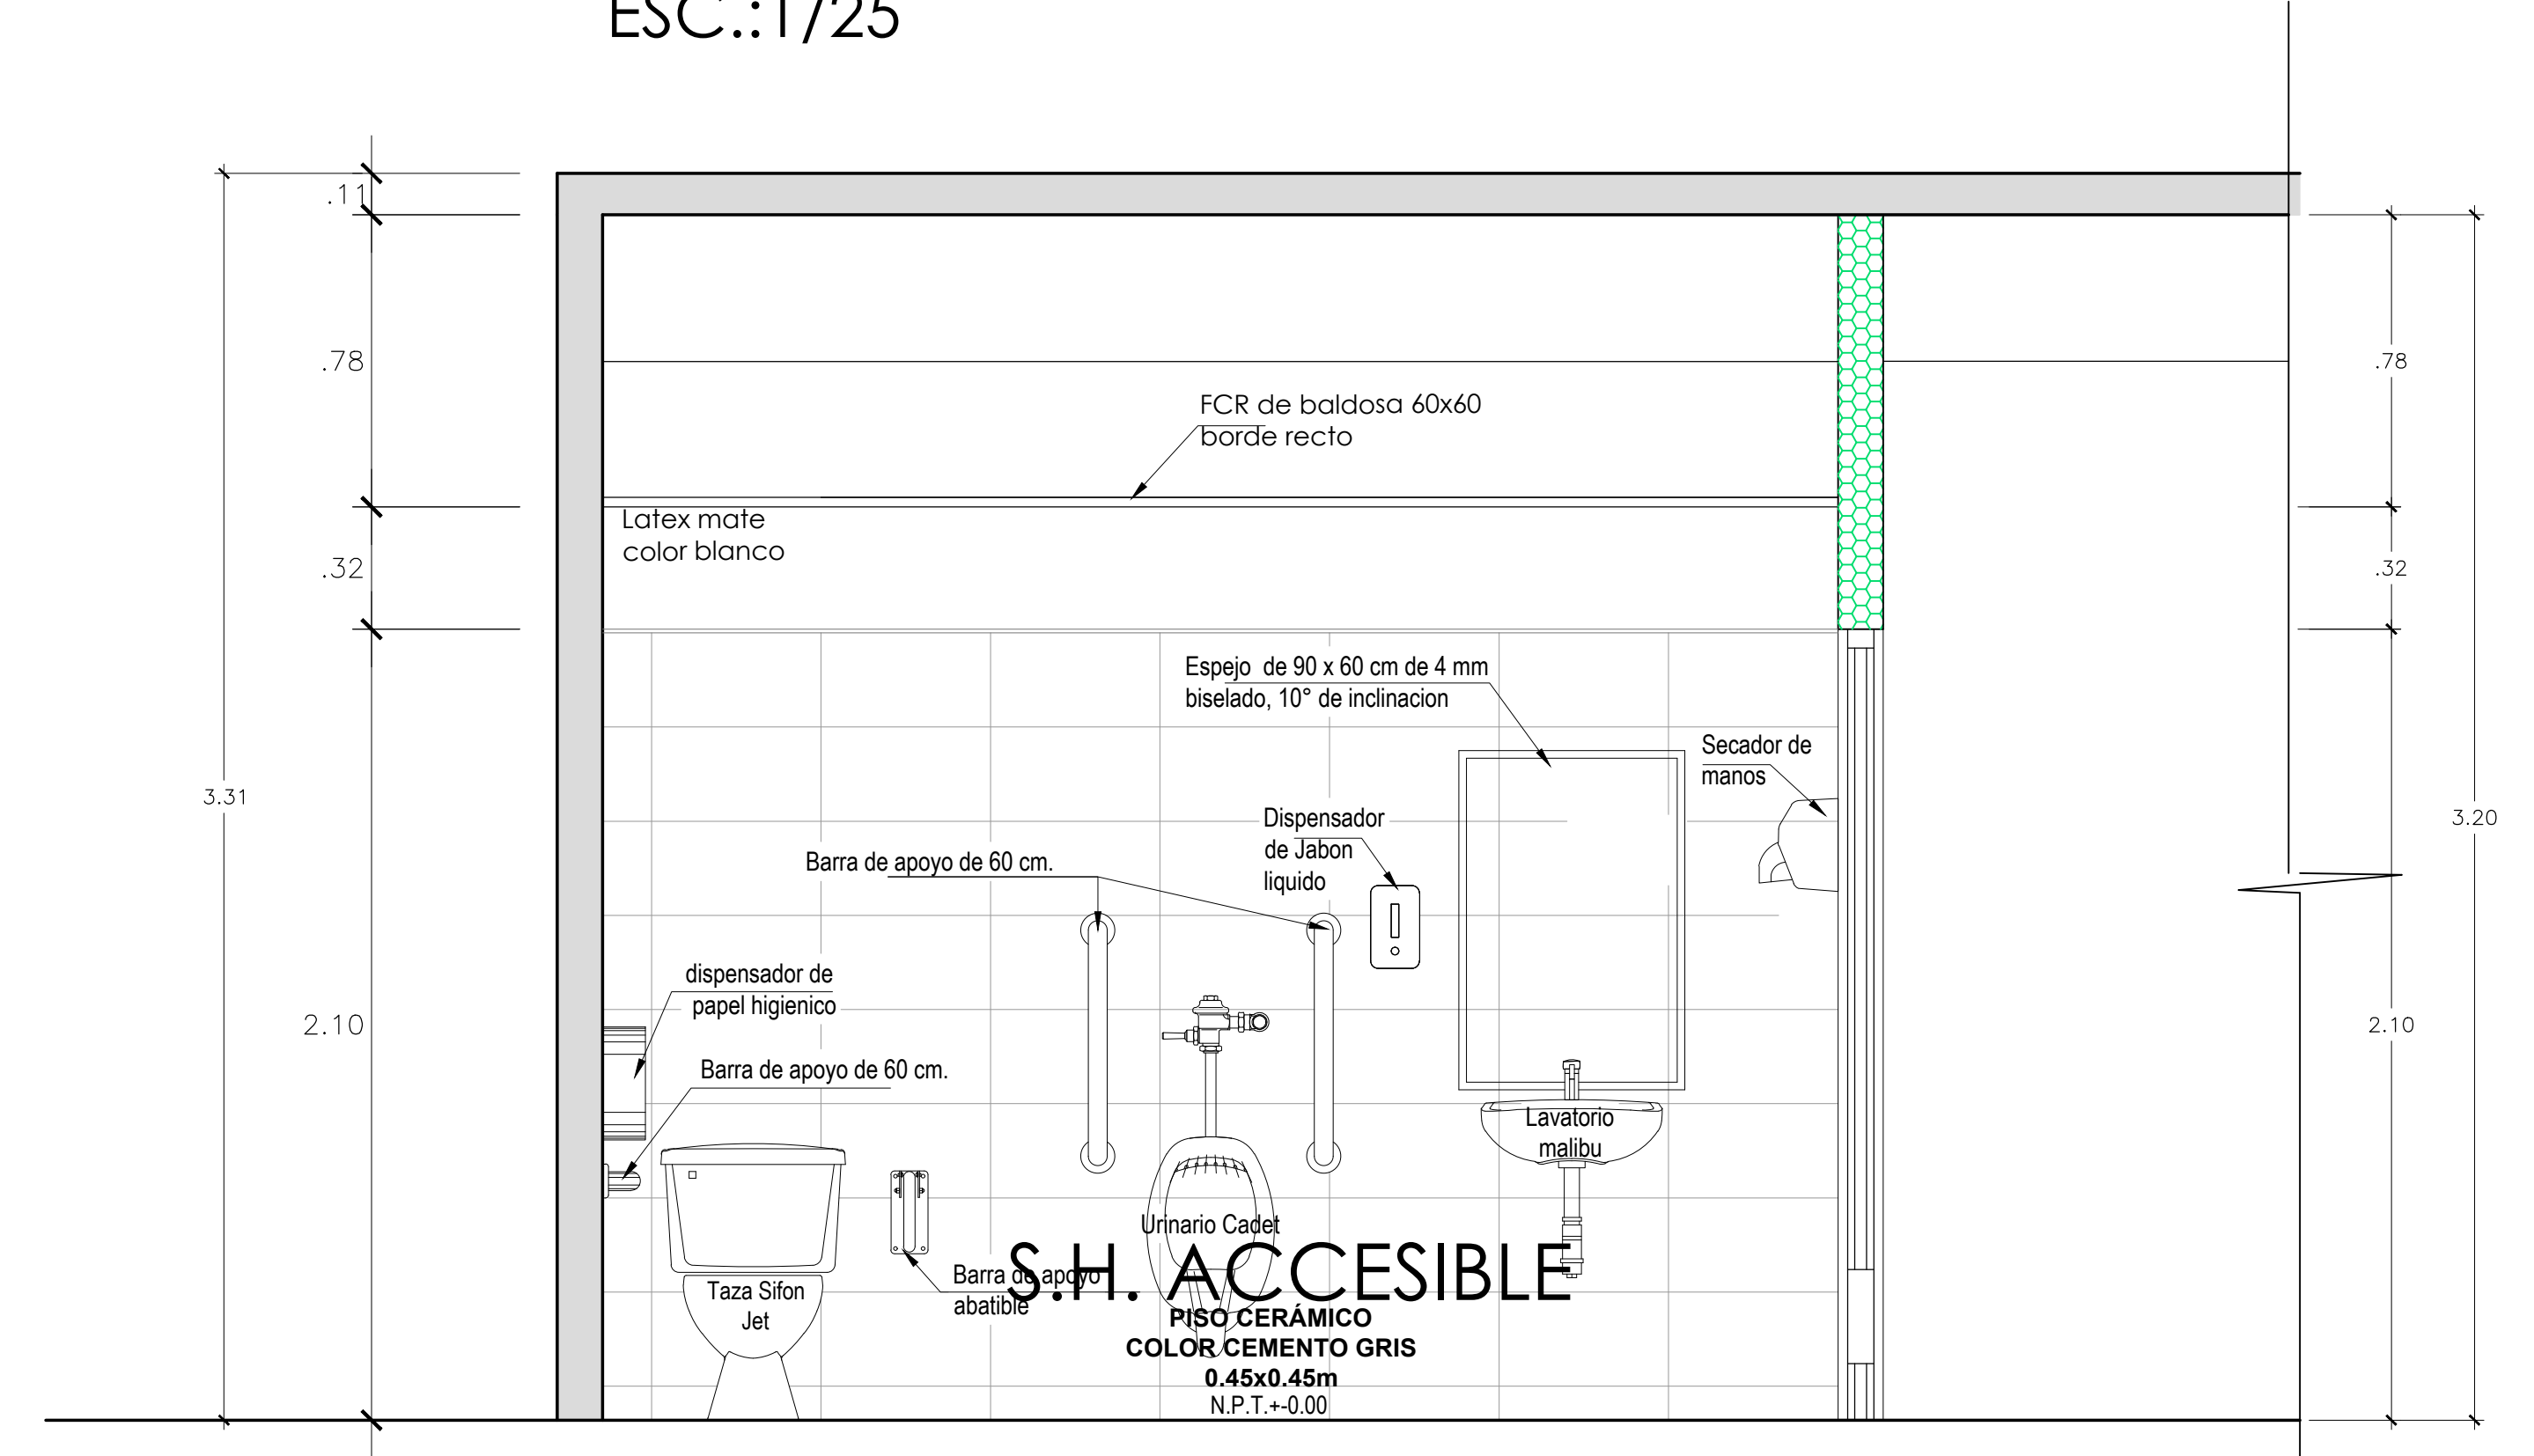 ESC.:1/25
.11
.78
.78
FCR de baldosa 60x60
borde recto
Latex mate
color blanco
.32
.32
Espejo de 90 x 60 cm de 4 mm
biselado, 10° de inclinacion
Secador de
manos
3.31
3.20
Dispensador
de Jabon
liquido
Barra de apoyo de 60 cm.
dispensador de
papel higienico
2.10
2.10
Barra de apoyo de 60 cm.
Lavatorio
malibu
Urinario Cadet
S.H. ACCESIBLE
Barra de apoyo
abatible
Taza Sifon
Jet
PISO CERÁMICO
COLOR CEMENTO GRIS
0.45x0.45m
N.P.T.+-0.00